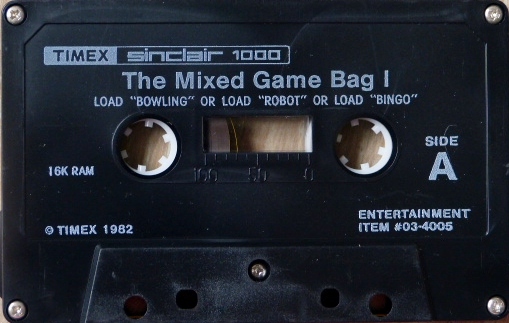 TIMEX sinclair 1000
The Mixed Game Bag I
LOAD "BOWLING" OR LOAD "ROBOT" OR LOAD "BINGO"
SIDE
A
16K RAM
100 50 0
© TIMEX 1982
ENTERTAINMENT
ITEM #03-4005